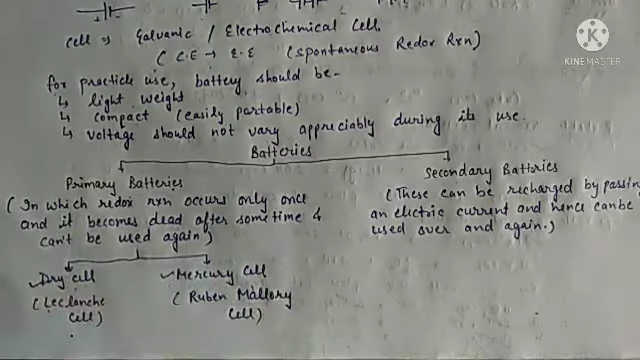 Cell => Galvanic / Electrochemical Cell.
( C.E → E.E (spontaneous Redox Rxn)
for practicle use, battery should be -
↳ light weight
↳ compact (easily partable)
↳ voltage should not vary appreciably during its use.
Batteries
Primary Batteries
( In which redox rxn occurs only once
and it becomes dead after some time &
can't be used again )
Secondary Battries
( These can be recharged by passing
an electric current and hence can be
used over and again. )
✓ Dry cell
( Leclanche
cell )
✓ Mercury cell
( Ruben Mallory
Cell )
KINEMASTER